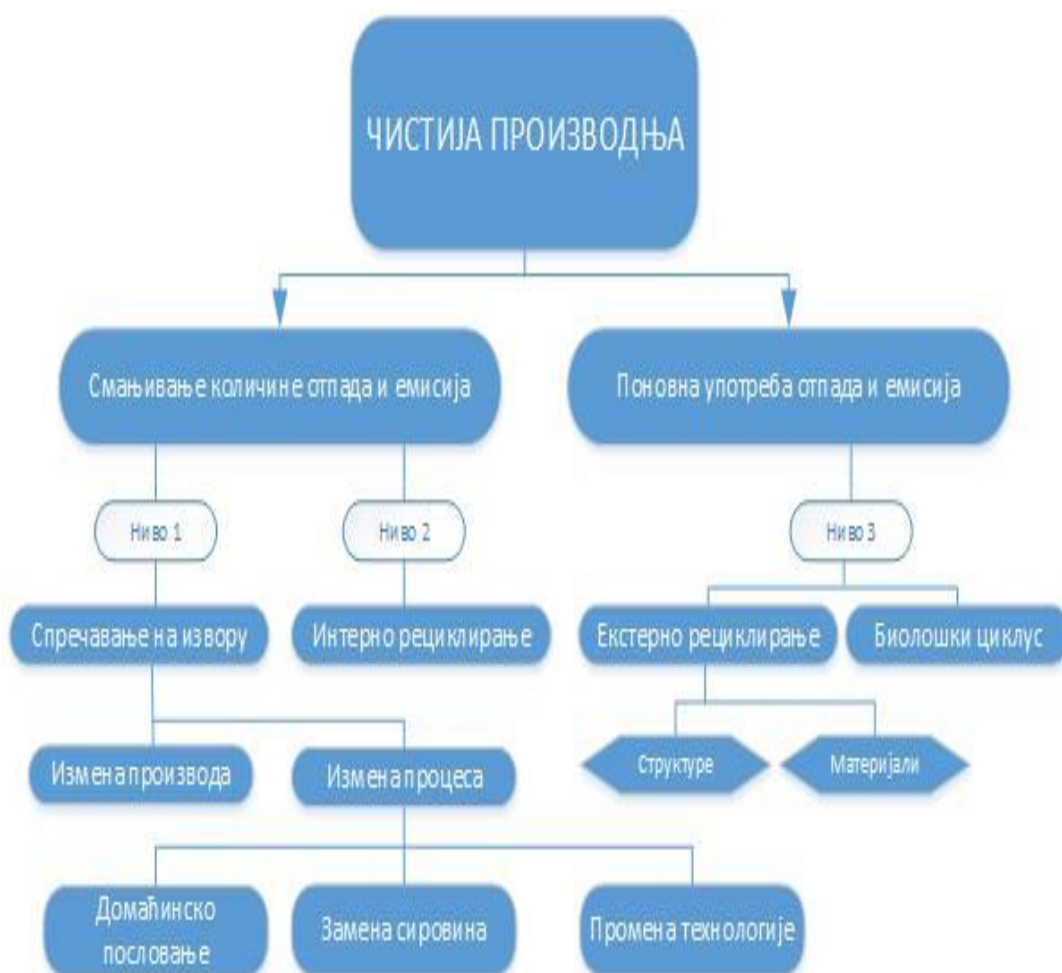 ЧИСТИЈА ПРОИЗВОДЊА
Смањивање количине отпада и емисија
Поновна употреба отпада и емисија
Ниво 1
Ниво 2
Ниво 3
Спречавање на извору
Интерно рециклирање
Екстерно рециклирање
Биолошки циклус
Измена производа
Измена процеса
Структуре
Материјали
Домаћинско
пословање
Замена сировина
Промена технологије